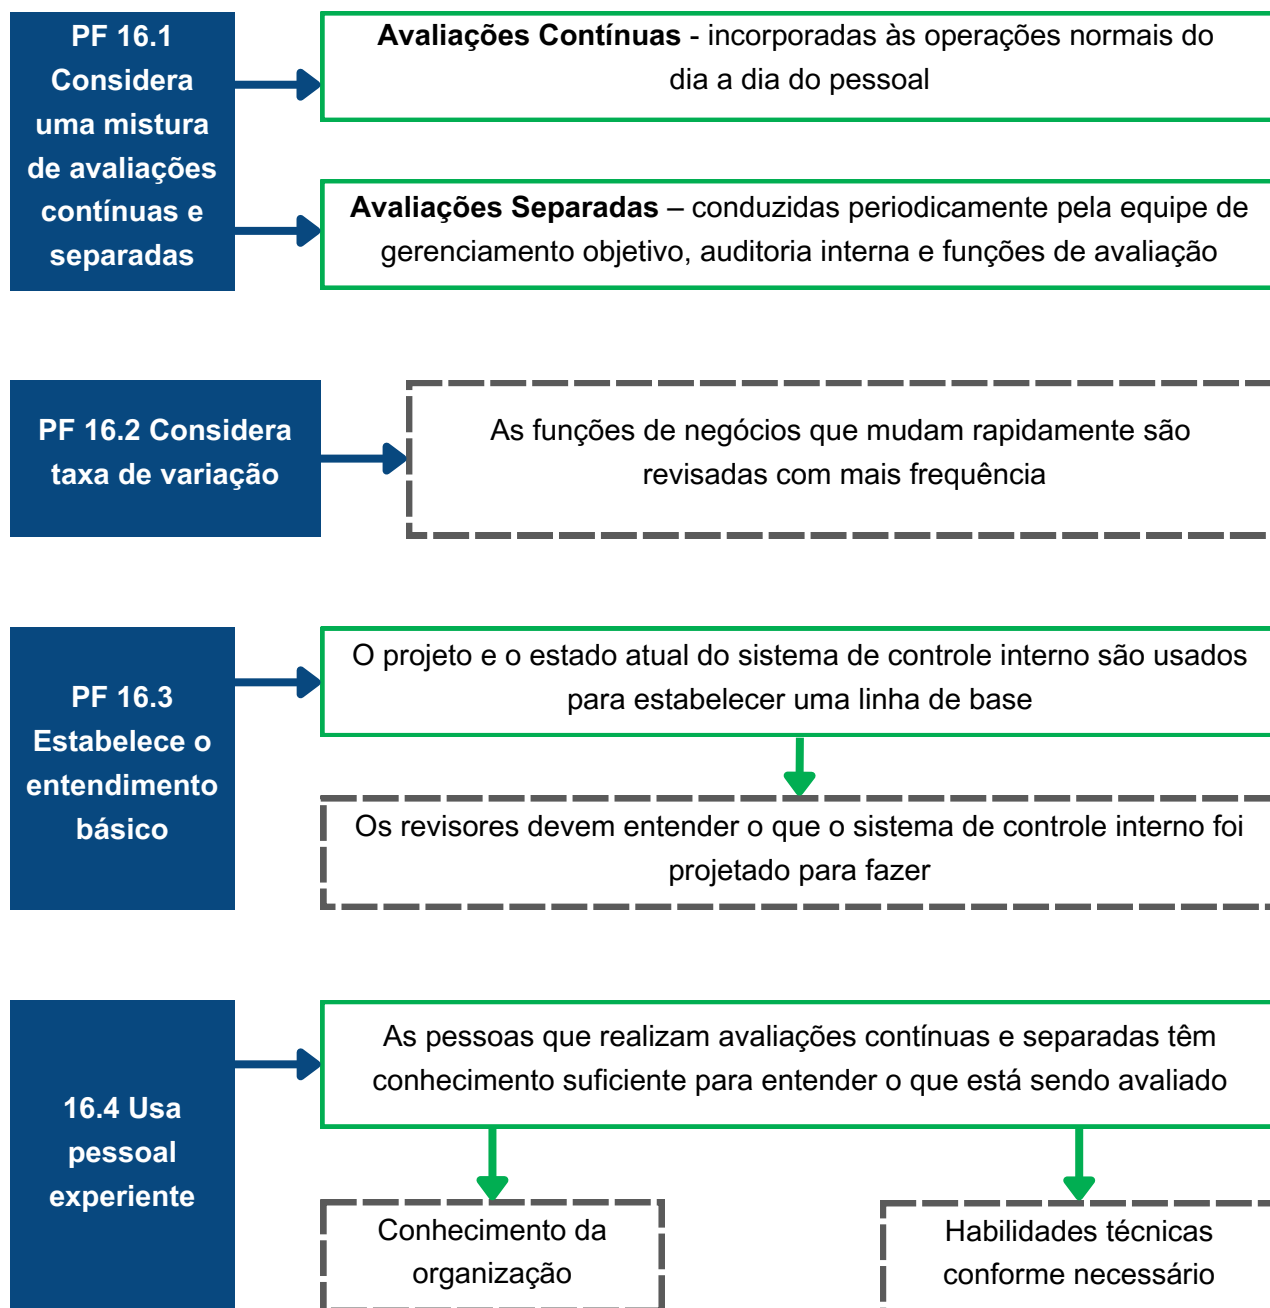 PF 16.1
Considera
uma mistura
de avaliações
contínuas e
separadas
Avaliações Contínuas - incorporadas às operações normais do
dia a dia do pessoal
Avaliações Separadas – conduzidas periodicamente pela equipe de
gerenciamento objetivo, auditoria interna e funções de avaliação
PF 16.2 Considera
taxa de variação
As funções de negócios que mudam rapidamente são
revisadas com mais frequência
PF 16.3
Estabelece o
entendimento
básico
O projeto e o estado atual do sistema de controle interno são usados
para estabelecer uma linha de base
Os revisores devem entender o que o sistema de controle interno foi
projetado para fazer
16.4 Usa
pessoal
experiente
As pessoas que realizam avaliações contínuas e separadas têm
conhecimento suficiente para entender o que está sendo avaliado
Conhecimento da
organização
Habilidades técnicas
conforme necessário